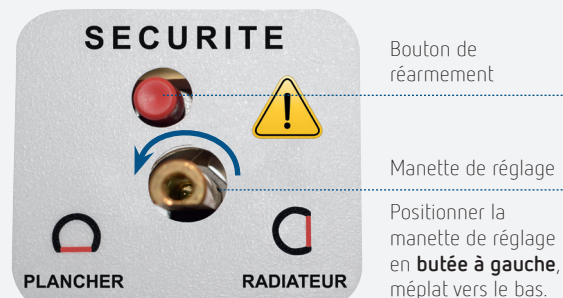 SECURITE
Bouton de
réarmement
Manette de réglage
Positionner la
manette de réglage
en butée à gauche,
méplat vers le bas.
PLANCHER
RADIATEUR